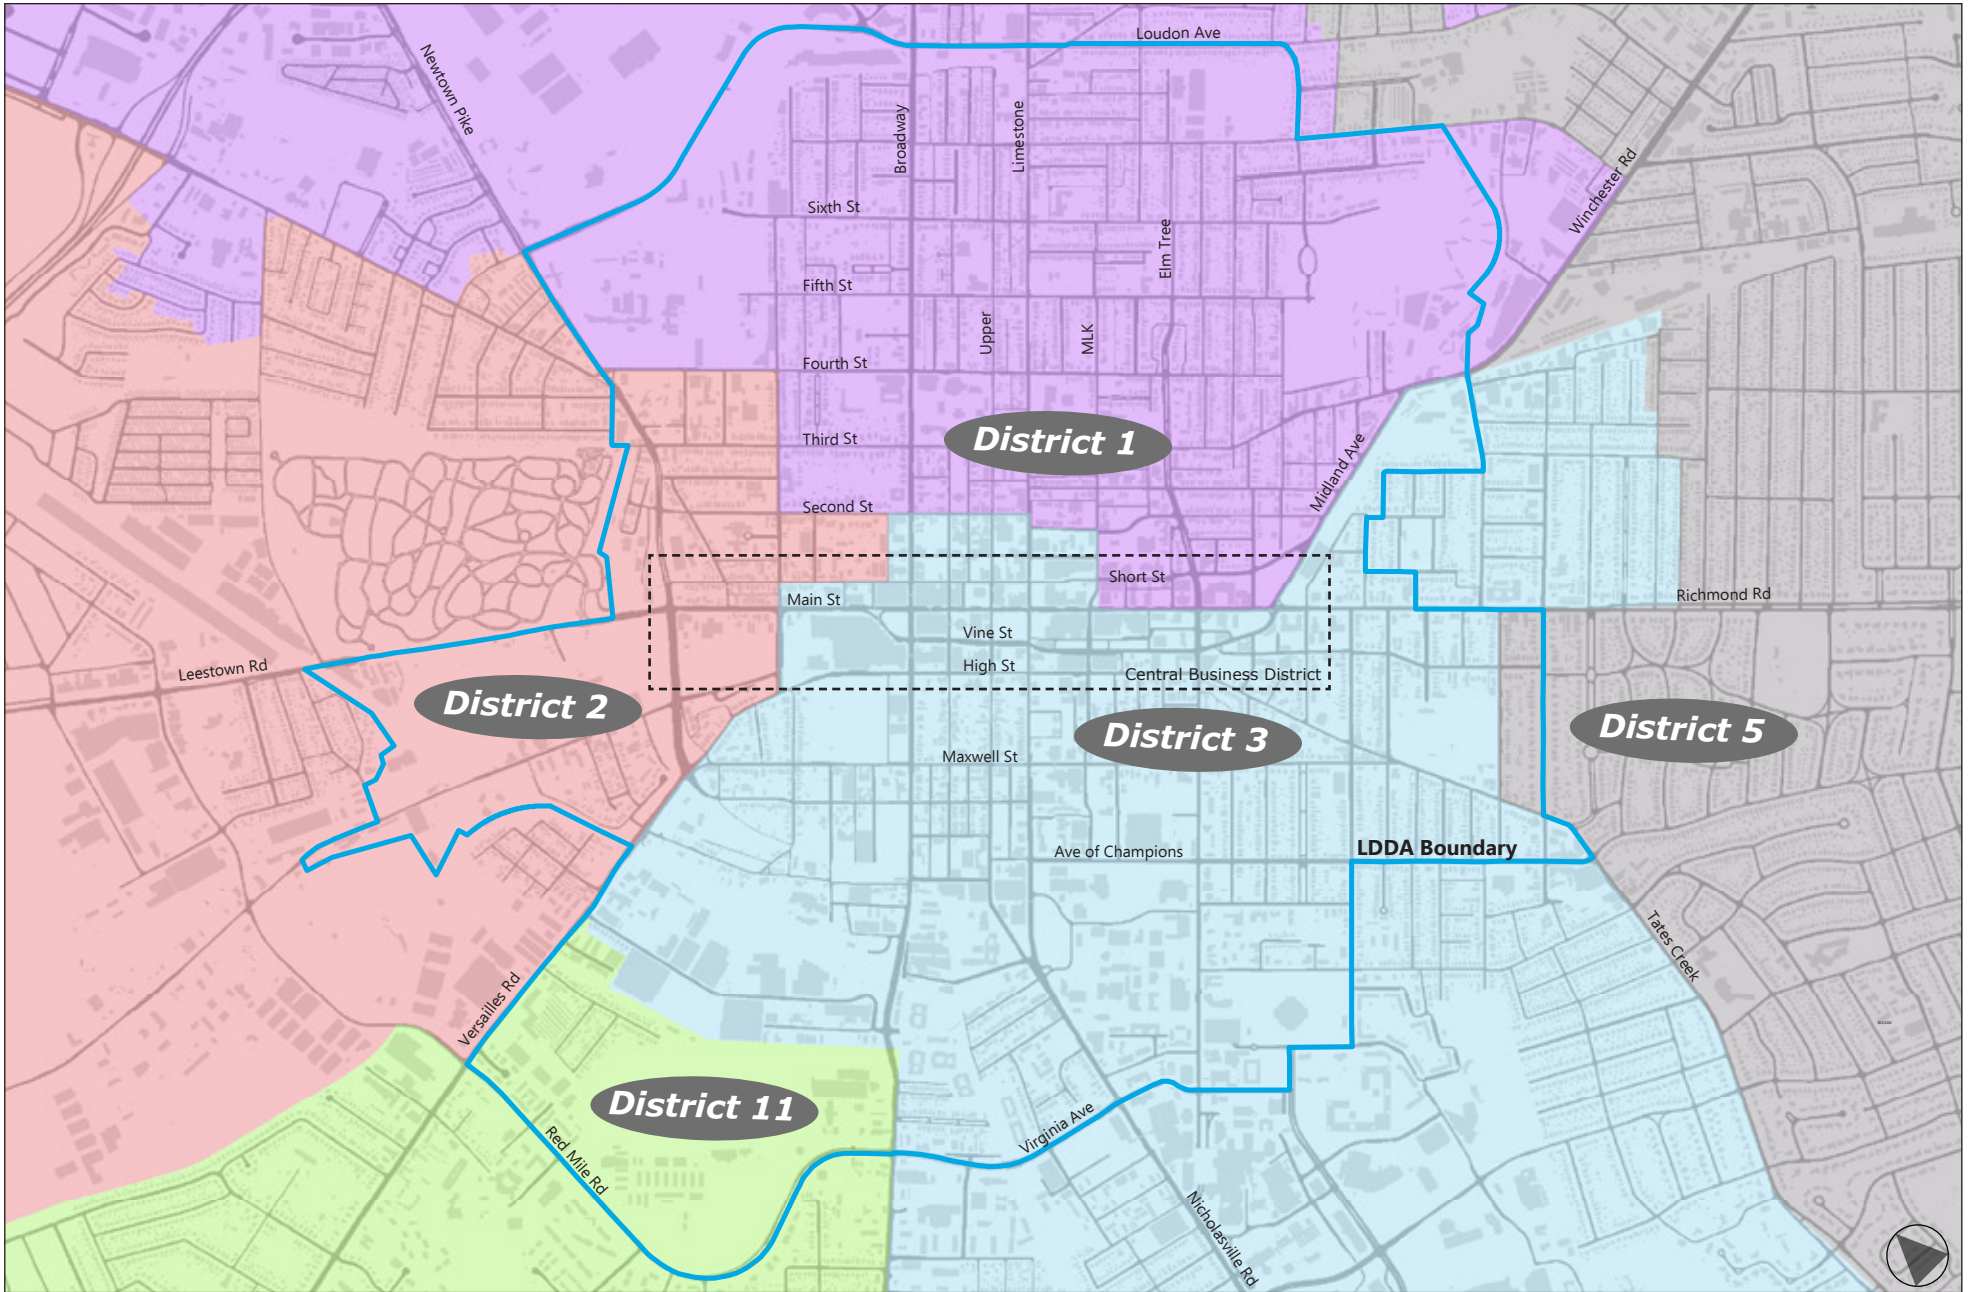 Loudon Ave
Newtown Pike
Broadway
Limestone
Winchester Rd
Sixth St
Elm Tree
Fifth St
Upper
MLK
Fourth St
District 1
Third St
Midland Ave
Second St
Short St
Main St
Richmond Rd
Vine St
High St
Central Business District
Leestown Rd
District 2
District 3
District 5
Maxwell St
Ave of Champions
LDDA Boundary
Tates Creek
Versailles Rd
District 11
Red Mile Rd
Virginia Ave
Nicholasville Rd